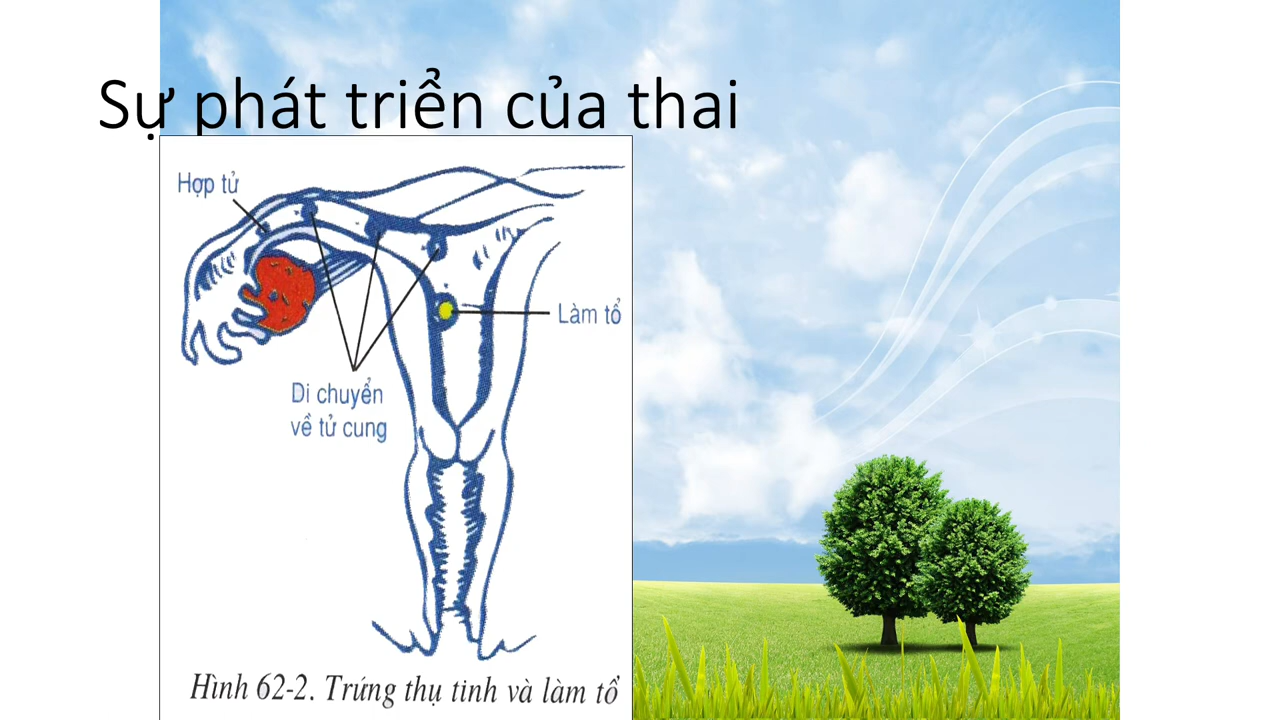 Sự phát triển của thai
Hợp tử
Làm tổ
Di chuyển
về tử cung
Hình 62-2. Trứng thụ tinh và làm tổ